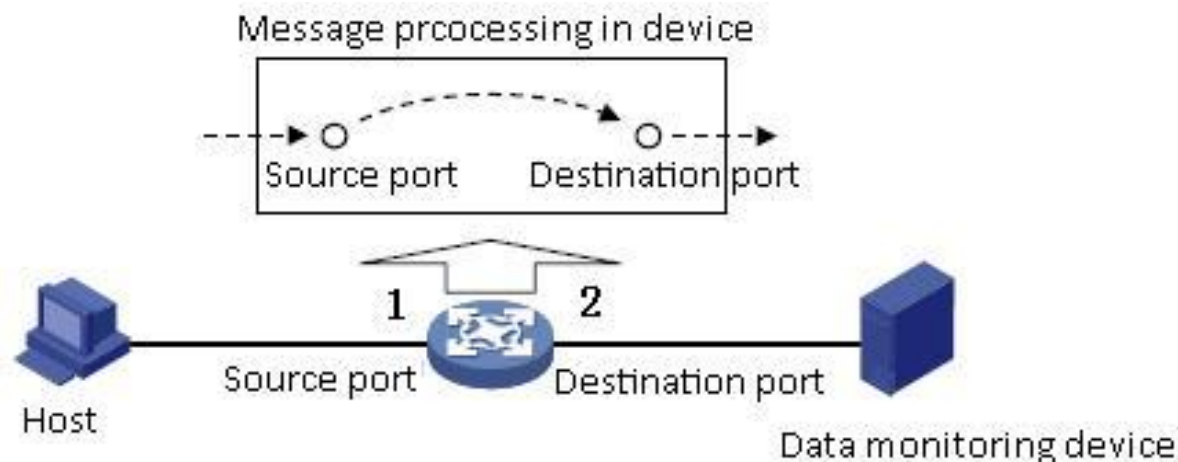 Message prcocessing in device
Source port
Destination port
1
2
Source port
Destination port
Host
Data monitoring device